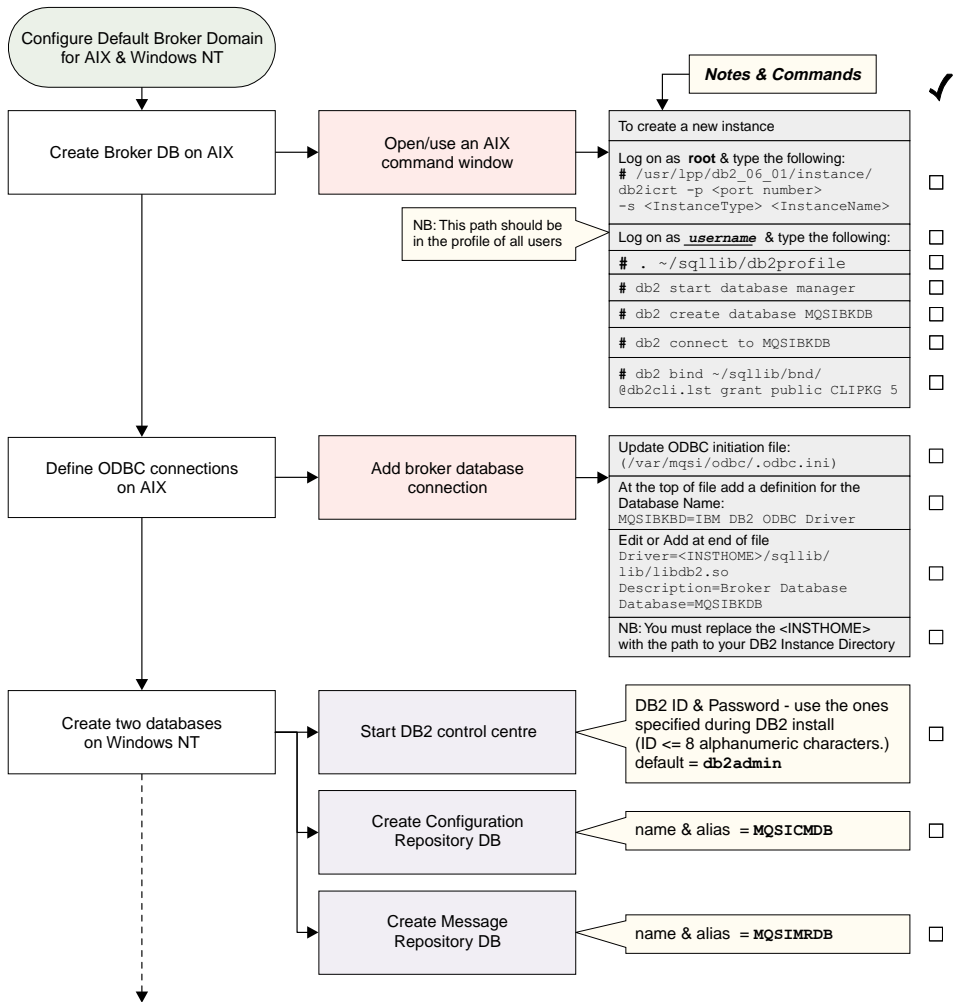 Configure Default Broker Domain
for AIX & Windows NT
Notes & Commands
Create Broker DB on AIX
Open/use an AIX
command window
To create a new instance
Log on as root & type the following:
# /usr/lpp/db2_06_01/instance/
db2icrt -p <port number>
-s <InstanceType> <InstanceName>
NB: This path should be
in the profile of all users
Log on as username & type the following:
# . ~/sqllib/db2profile
# db2 start database manager
# db2 create database MQSIBKDB
# db2 connect to MQSIBKDB
# db2 bind ~/sqllib/bnd/
@db2cli.lst grant public CLIPKG 5
Define ODBC connections
on AIX
Add broker database
connection
Update ODBC initiation file:
(/var/mqsi/odbc/.odbc.ini)
At the top of file add a definition for the
Database Name:
MQSIBKBD=IBM DB2 ODBC Driver
Edit or Add at end of file
Driver=<INSTHOME>/sqllib/
lib/libdb2.so
Description=Broker Database
Database=MQSIBKDB
NB: You must replace the <INSTHOME>
with the path to your DB2 Instance Directory
Create two databases
on Windows NT
Start DB2 control centre
DB2 ID & Password - use the ones
specified during DB2 install
(ID <= 8 alphanumeric characters.)
default = db2admin
Create Configuration
Repository DB
name & alias = MQSICMDB
Create Message
Repository DB
name & alias = MQSIMRDB